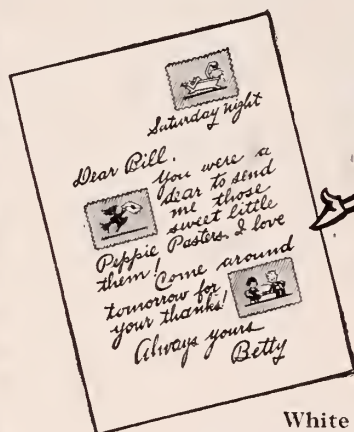 Saturday night
Dear Bill.
You were a
dear to send
me those
sweet little
Peppie Pasters. I love
them!
Come around
tomorrow for
your thanks!
Always yours
Betty
White